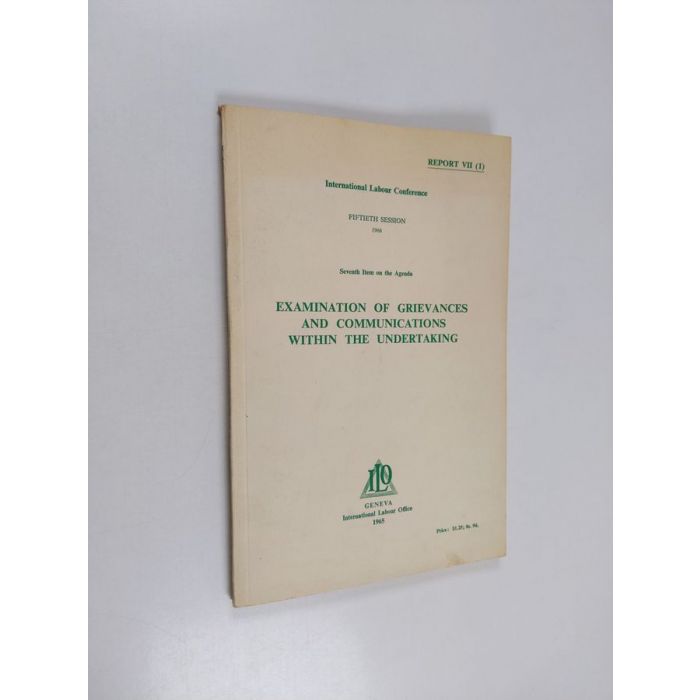 REPORT VII (1)
International Labour Conference
FIFTIETH SESSION
1966
Seventh Item on the Agenda
EXAMINATION OF GRIEVANCES
AND COMMUNICATIONS
WITHIN THE UNDERTAKING
ILO
GENEVA
International Labour Office
1965
Price: